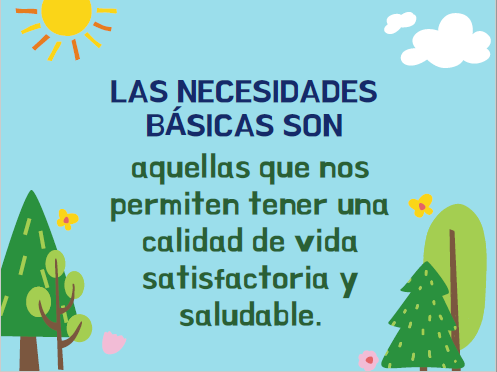 LAS NECESIDADES
BÁSICAS SON
aquellas que nos
permiten tener una
calidad de vida
satisfactoria y
saludable.